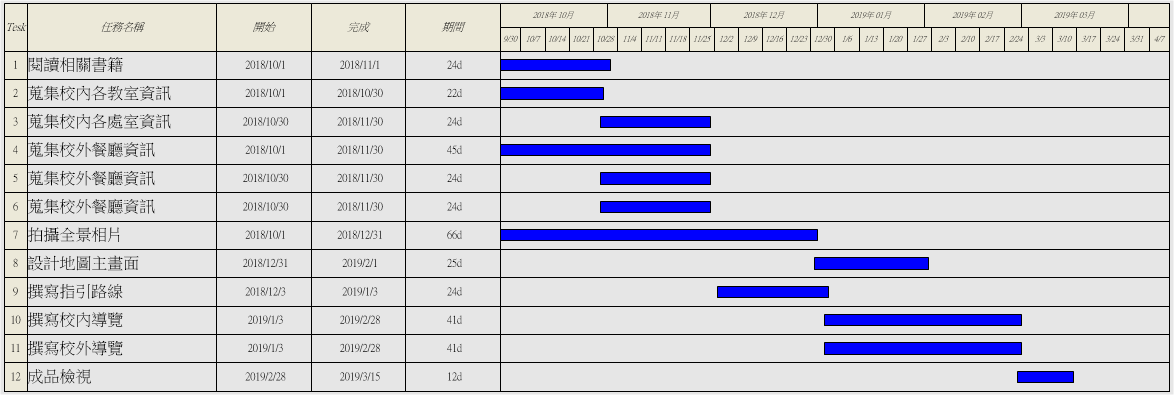 Tesk 任務名稱 開始 完成 期間 2018年 10月 2018年 11月 2018年 12月 2019年 01月 2019年 02月 2019年 03月
9/30 10/7 10/14 10/21 10/28 11/4 11/11 11/18 11/25 12/2 12/9 12/16 12/23 12/30 1/6 1/13 1/20 1/27 2/3 2/10 2/17 2/24 3/3 3/10 3/17 3/24 3/31 4/7
1 閱讀相關書籍 2018/10/1 2018/11/1 24d
2 蒐集校內各教室資訊 2018/10/1 2018/10/30 22d
3 蒐集校內各處室資訊 2018/10/30 2018/11/30 24d
4 蒐集校外餐廳資訊 2018/10/1 2018/11/30 45d
5 蒐集校外餐廳資訊 2018/10/30 2018/11/30 24d
6 蒐集校外餐廳資訊 2018/10/30 2018/11/30 24d
7 拍攝全景相片 2018/10/1 2018/12/31 66d
8 設計地圖主畫面 2018/12/31 2019/2/1 25d
9 撰寫指引路線 2018/12/3 2019/1/3 24d
10 撰寫校內導覽 2019/1/3 2019/2/28 41d
11 撰寫校外導覽 2019/1/3 2019/2/28 41d
12 成品檢視 2019/2/28 2019/3/15 12d